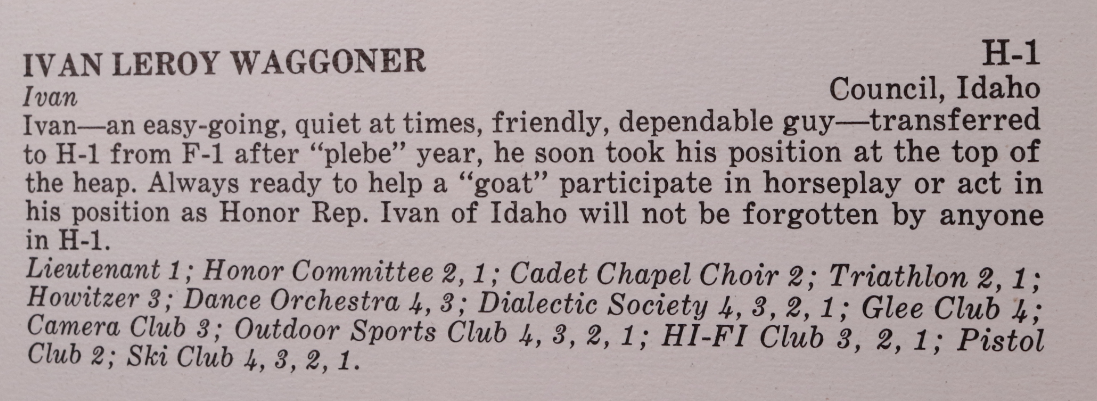 IVAN LEROY WAGGONER H-1
Ivan Council, Idaho
Ivan—an easy-going, quiet at times, friendly, dependable guy—transferred
to H-1 from F-1 after “plebe” year, he soon took his position at the top of
the heap. Always ready to help a “goat” participate in horseplay or act in
his position as Honor Rep. Ivan of Idaho will not be forgotten by anyone
in H-1.
Lieutenant 1; Honor Committee 2, 1; Cadet Chapel Choir 2; Triathlon 2, 1;
Howitzer 3; Dance Orchestra 4, 3; Dialectic Society 4, 3, 2, 1; Glee Club 4;
Camera Club 3; Outdoor Sports Club 4, 3, 2, 1; HI-FI Club 3, 2, 1; Pistol
Club 2; Ski Club 4, 3, 2, 1.